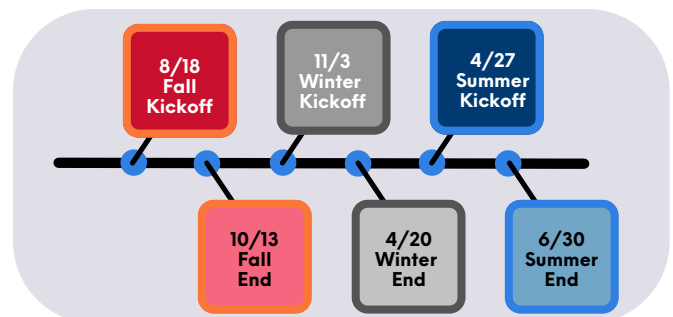 8/18
Fall
Kickoff
10/13
Fall
End
11/3
Winter
Kickoff
4/20
Winter
End
4/27
Summer
Kickoff
6/30
Summer
End